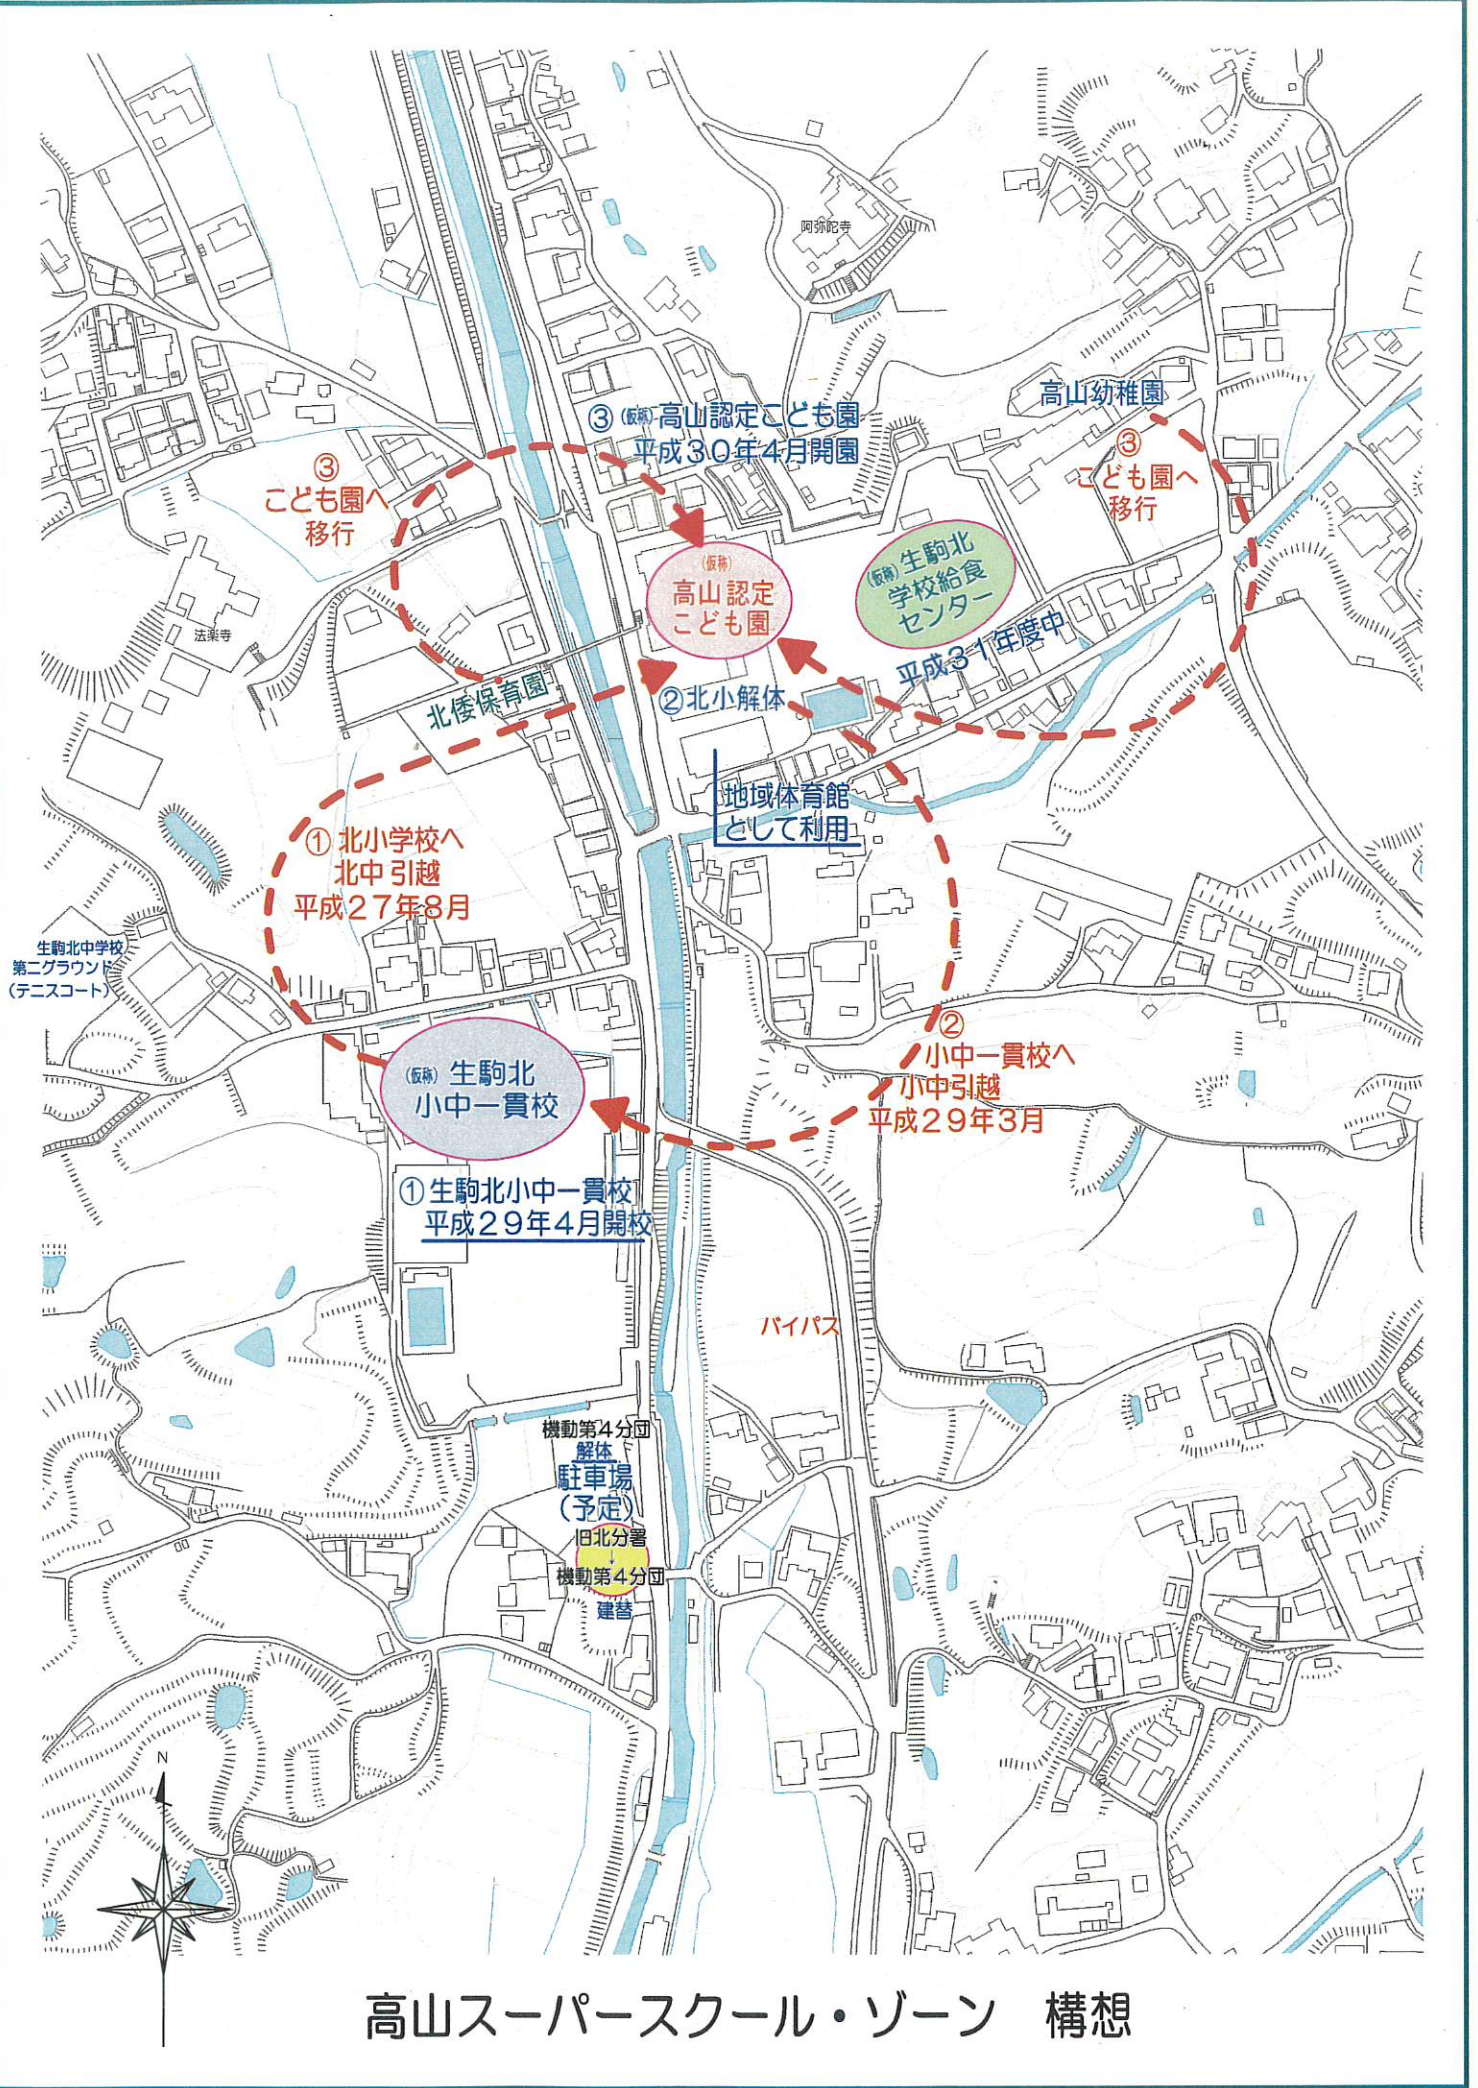 阿弥陀寺
高山幼稚園
③(仮称)高山認定こども園
平成30年4月開園
③
こども園へ
移行
③
こども園へ
移行
(仮称)
高山認定
こども園
(仮称)生駒北
学校給食
センター
平成31年度中
法楽寺
北倭保育園
②北小解体
地域体育館
として利用
①北小学校へ
北中引越
平成27年8月
生駒北中学校
第二グラウンド
(テニスコート)
②
小中一貫校へ
小中引越
平成29年3月
(仮称)生駒北
小中一貫校
①生駒北小中一貫校
平成29年4月開校
バイパス
機動第4分団
解体
駐車場
(予定)
旧北分署
↓
機動第4分団
建替
N
高山スーパースクール・ゾーン 構想